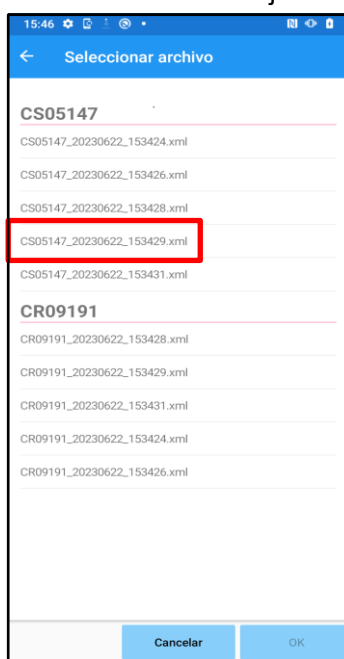 15:46
Seleccionar archivo
CS05147
CS05147_20230622_153424.xml
CS05147_20230622_153426.xml
CS05147_20230622_153428.xml
CS05147_20230622_153429.xml
CS05147_20230622_153431.xml
CR09191
CR09191_20230622_153428.xml
CR09191_20230622_153429.xml
CR09191_20230622_153431.xml
CR09191_20230622_153424.xml
CR09191_20230622_153426.xml
Cancelar OK